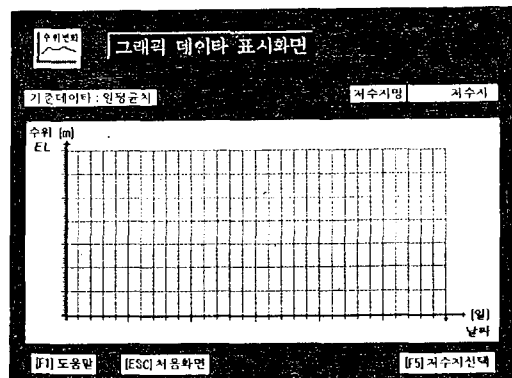 수위변화
그래픽 데이타 표시화면
기준데이타 : 일평균치
저수지명 저수지
수위 (m)
EL
(일)
날짜
[F1] 도움말 [ESC] 처음화면 [F5] 저수지선택